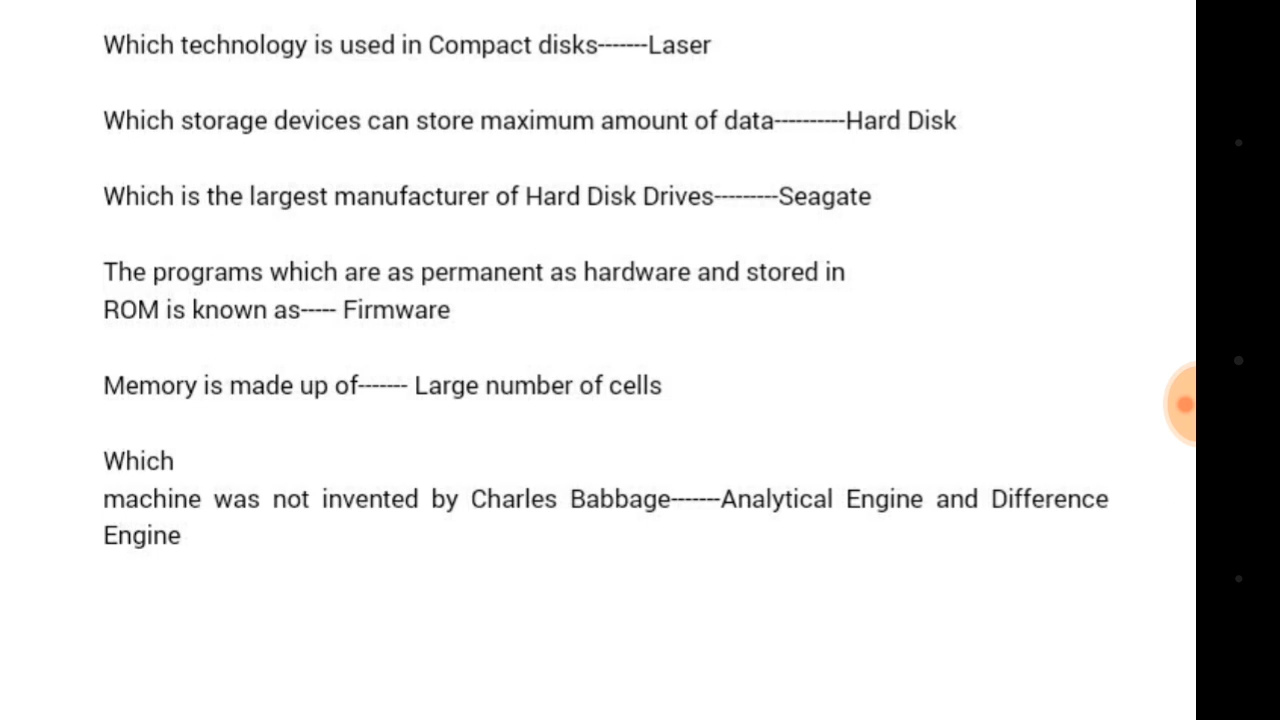 Which technology is used in Compact disks-------Laser
Which storage devices can store maximum amount of data----------Hard Disk
Which is the largest manufacturer of Hard Disk Drives---------Seagate
The programs which are as permanent as hardware and stored in
ROM is known as----- Firmware
Memory is made up of------- Large number of cells
Which
machine was not invented by Charles Babbage-------Analytical Engine and Difference
Engine